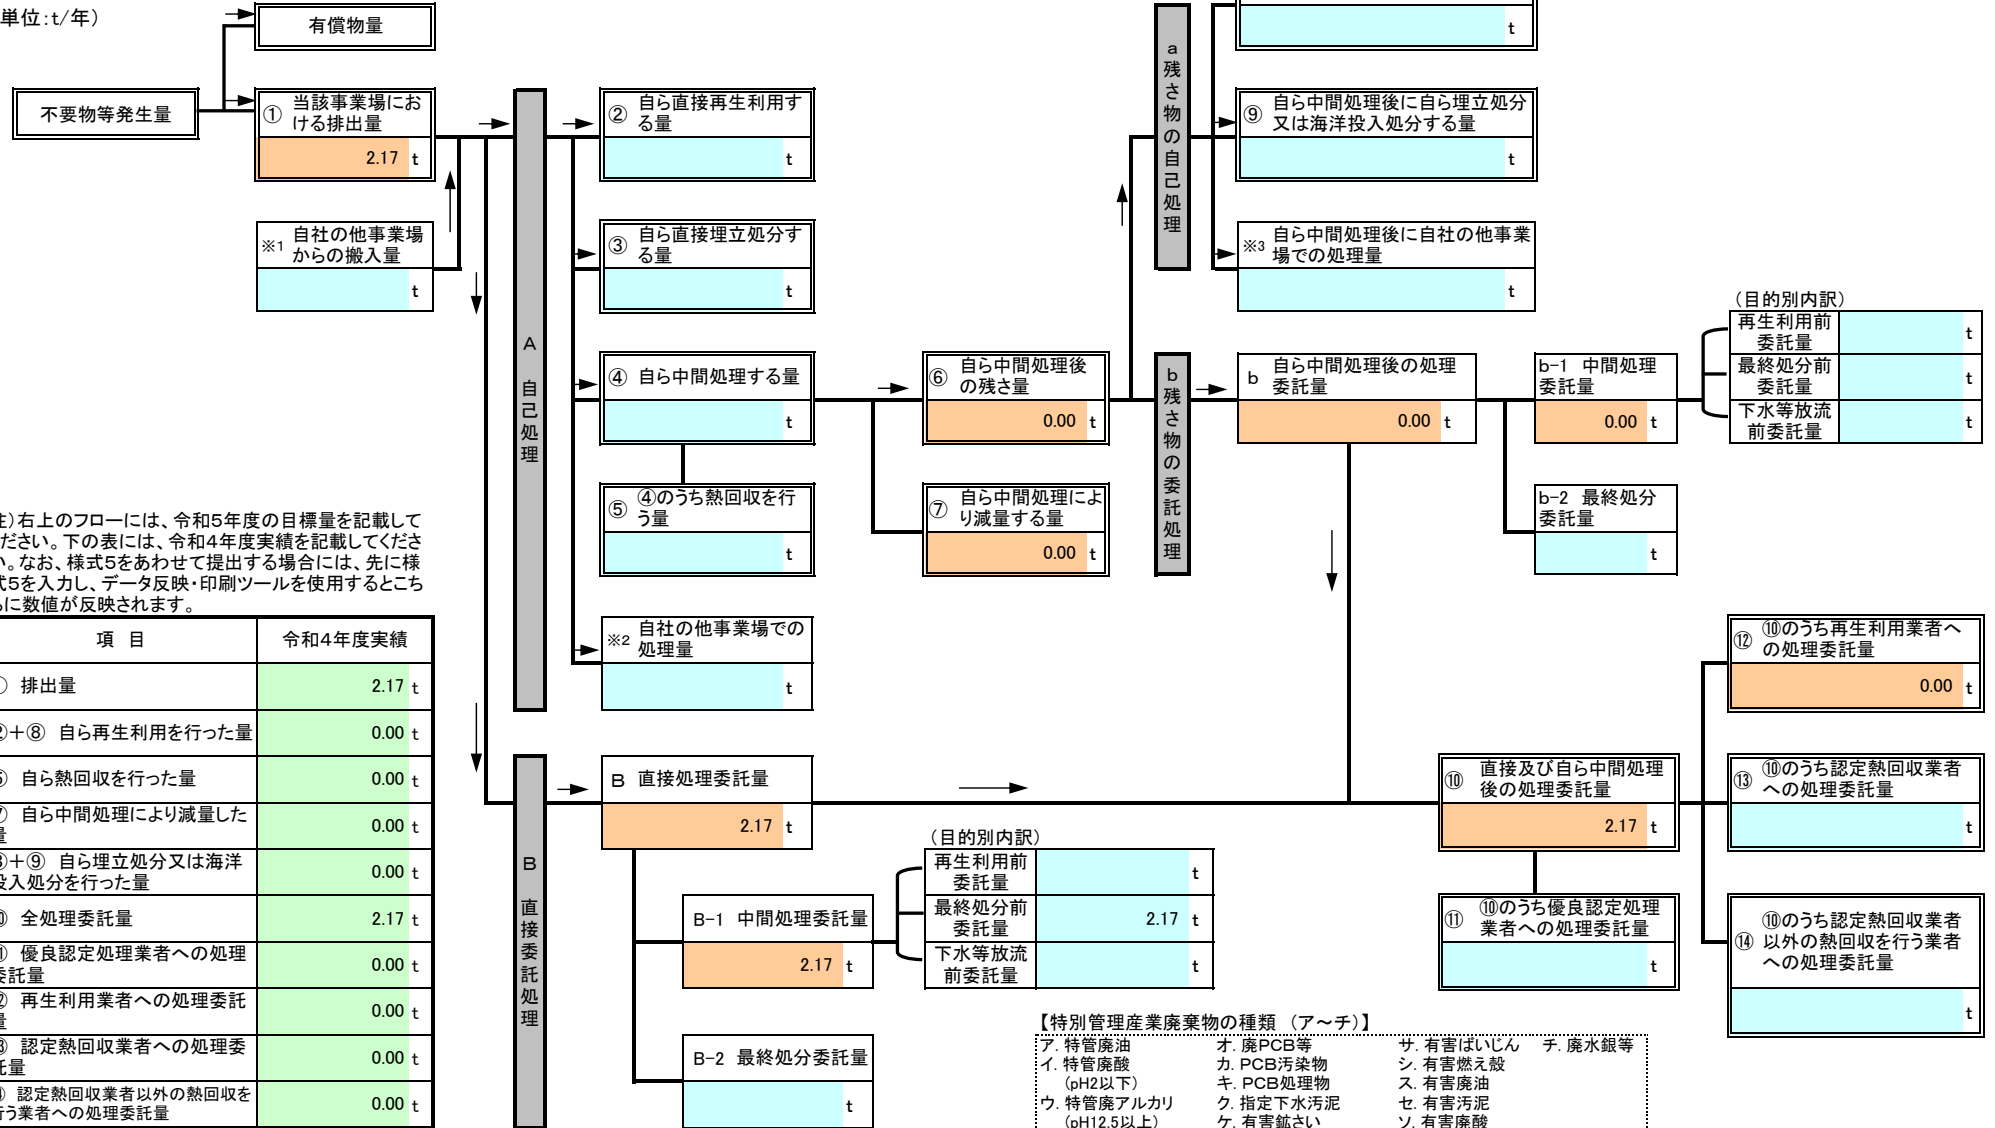 単位:t/年)
有償物量
不要物等発生量
① 当該事業場にお
ける排出量
2.17 t
※1 自社の他事業場
からの搬入量
t
A 自己処理
② 自ら直接再生利用す
る量
t
③ 自ら直接埋立処分す
る量
t
④ 自ら中間処理する量
t
⑤ ④のうち熱回収を行
う量
t
※2 自社の他事業場での
処理量
t
⑥ 自ら中間処理後
の残さ量
0.00 t
⑦ 自ら中間処理によ
り減量する量
0.00 t
a 残さ物の自己処理
t
⑨ 自ら中間処理後に自ら埋立処分
又は海洋投入処分する量
t
※3 自ら中間処理後に自社の他事業
場での処理量
t
b 残さ物の委託処理
b 自ら中間処理後の処理
委託量
0.00 t
b-1 中間処理
委託量
0.00 t
b-2 最終処分
委託量
t
(目的別内訳)
再生利用前
委託量
t
最終処分前
委託量
t
下水等放流
前委託量
t
)右上のフローには、令和5年度の目標量を記載して
ださい。下の表には、令和4年度実績を記載してくださ
。なお、様式5をあわせて提出する場合には、先に様
式5を入力し、データ反映・印刷ツールを使用するとこち
に数値が反映されます。
項 目 令和4年度実績
排出量 2.17 t
+⑧ 自ら再生利用を行った量 0.00 t
自ら熱回収を行った量 0.00 t
自ら中間処理により減量した
量 0.00 t
+⑨ 自ら埋立処分又は海洋
投入処分を行った量 0.00 t
全処理委託量 2.17 t
優良認定処理業者への処理
委託量 0.00 t
再生利用業者への処理委託
量 0.00 t
認定熱回収業者への処理委
託量 0.00 t
認定熱回収業者以外の熱回収を
行う業者への処理委託量 0.00 t
B 直接委託処理
B 直接処理委託量
2.17 t
B-1 中間処理委託量
2.17 t
B-2 最終処分委託量
t
(目的別内訳)
再生利用前
委託量
t
最終処分前
委託量
2.17 t
下水等放流
前委託量
t
⑩ 直接及び自ら中間処理
後の処理委託量
2.17 t
⑪ ⑩のうち優良認定処理
業者への処理委託量
t
⑫ ⑩のうち再生利用業者へ
の処理委託量
0.00 t
⑬ ⑩のうち認定熱回収業者
への処理委託量
t
⑭ ⑩のうち認定熱回収業者
以外の熱回収を行う業者
への処理委託量
t
【特別管理産業廃棄物の種類 (ア～チ)】
ア. 特管廃油 オ. 廃PCB等 サ. 有害ばいじん チ. 廃水銀等
イ. 特管廃酸 カ. PCB汚染物 シ. 有害燃え殻
(pH2以下) キ. PCB処理物 ス. 有害廃油
ウ. 特管廃アルカリ ク. 指定下水汚泥 セ. 有害汚泥
(pH12.5以上) ケ. 有害鉱さい ソ. 有害廃酸